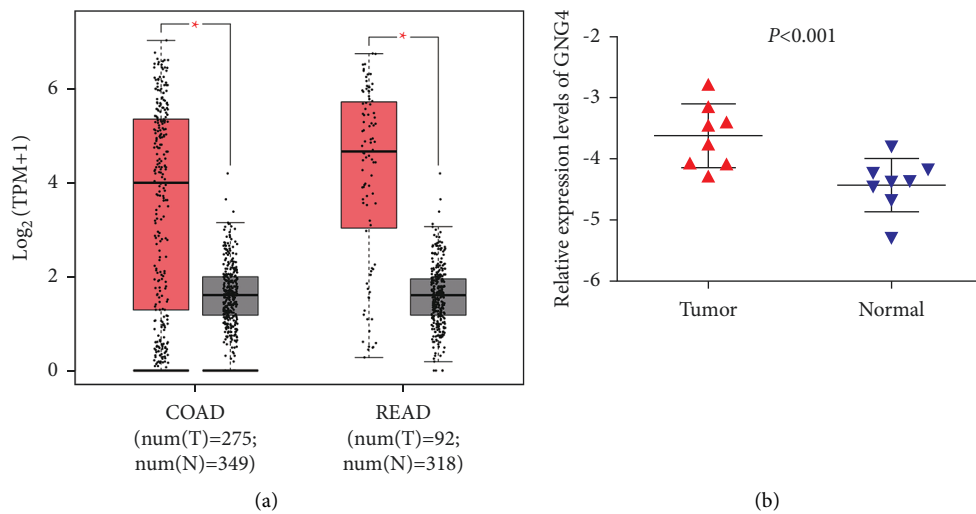 Log₂ (TPM+1)
6
4
2
0
*
*
COAD
(num(T)=275;
num(N)=349)
READ
(num(T)=92;
num(N)=318)
(a)
Relative expression levels of GNG4
-2
-3
-4
-5
-6
P<0.001
Tumor
Normal
(b)